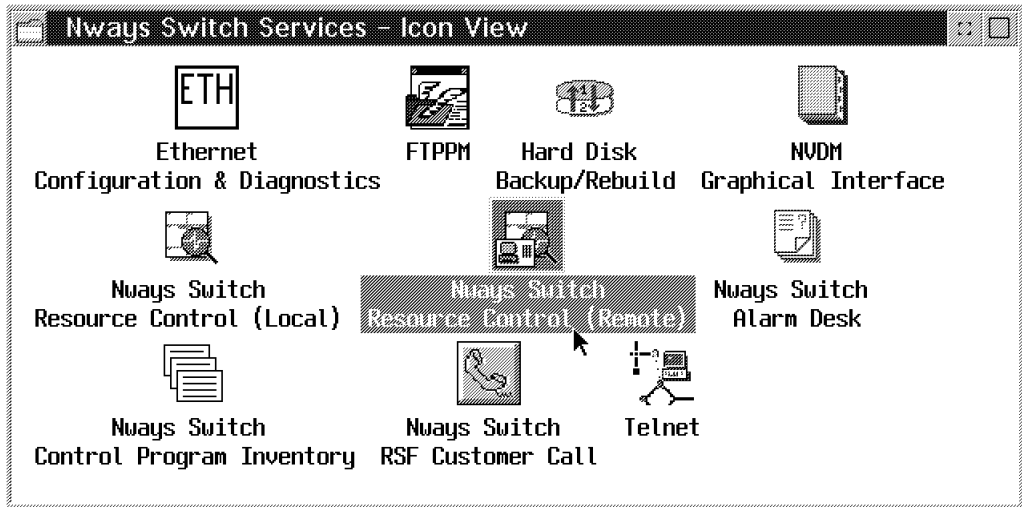 Nways Switch Services - Icon View
ETH
1
2
Ethernet
Configuration & Diagnostics
FTPPM
Hard Disk
Backup/Rebuild
NVDM
Graphical Interface
Nways Switch
Resource Control (Local)
Nways Switch
Resource Control (Remote)
?
Nways Switch
Alarm Desk
Nways Switch
Control Program Inventory
Nways Switch
RSF Customer Call
Telnet